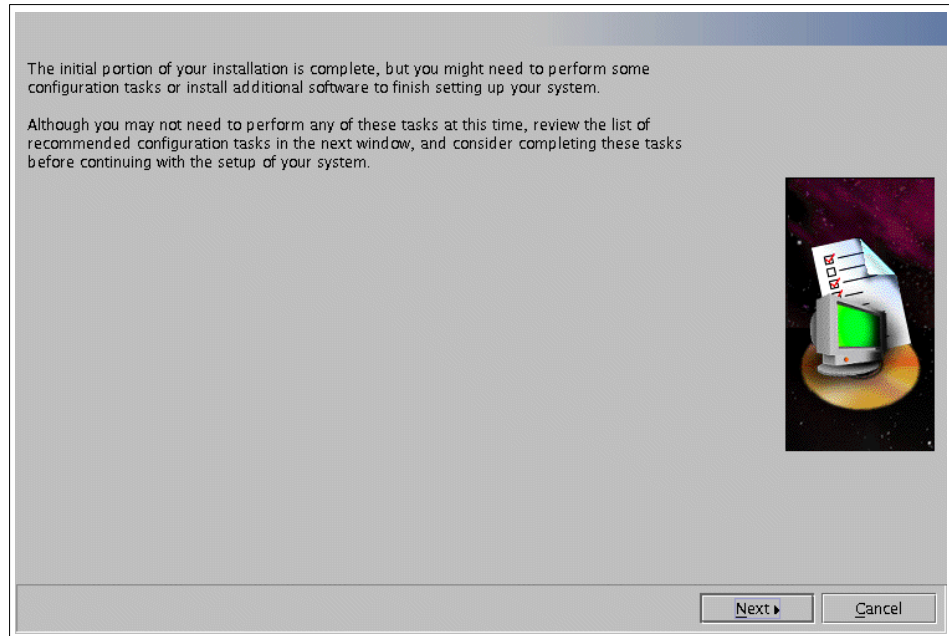 The initial portion of your installation is complete, but you might need to perform some
configuration tasks or install additional software to finish setting up your system.
Although you may not need to perform any of these tasks at this time, review the list of
recommended configuration tasks in the next window, and consider completing these tasks
before continuing with the setup of your system.
Next
Cancel